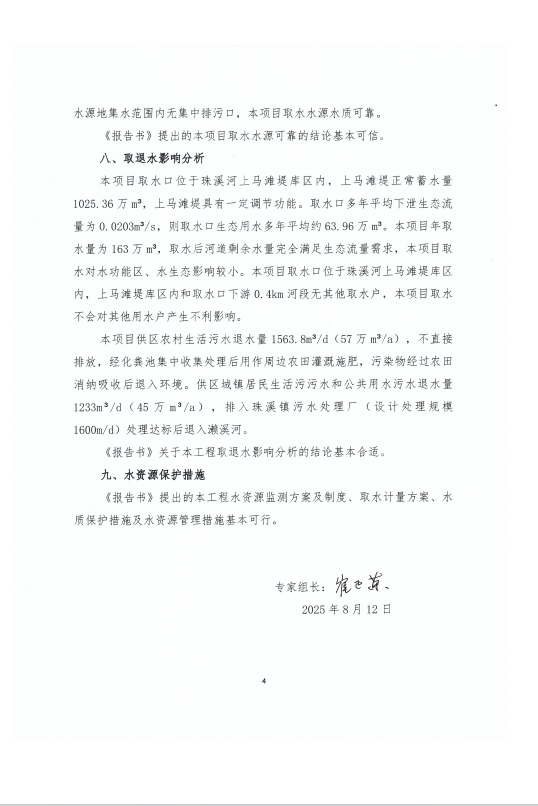 水源地集水范围内无集中排污口，本项目取水水源水质可靠。
《报告书》提出的本项目取水水源可靠的结论基本可信。
八、取退水影响分析
本项目取水口位于珠溪河上马滩堤库区内，上马滩堤正常蓄水量
1025.36 万 m³，上马滩堤具有一定调节功能。取水口多年平均下泄生态流
量为 0.0203m³/s，则取水口生态用水多年平均约 63.96 万 m³。本项目年取
水量为 163 万 m³，取水后河道剩余水量完全满足生态流量需求，本项目取
水对水功能区、水生态影响较小。本项目取水口位于珠溪河上马滩堤库区
内，上马滩堤库区内和取水口下游 0.4km 河段无其他取水户，本项目取水
不会对其他用水户产生不利影响。
本项目供区农村生活污水退水量 1563.8m³/d（57 万 m³/a），不直接
排放，经化粪池集中收集处理后用作周边农田灌溉施肥，污染物经过农田
消纳吸收后退入环境。供区城镇居民生活污污水和公共用水污水退水量
1233m³/d（45 万 m³/a），排入珠溪镇污水处理厂（设计处理规模
1600m/d）处理达标后退入濑溪河。
《报告书》关于本工程取退水影响分析的结论基本合适。
九、水资源保护措施
《报告书》提出的本工程水资源监测方案及制度、取水计量方案、水
质保护措施及水资源管理措施基本可行。
专家组长：
2025 年 8 月 12 日
4